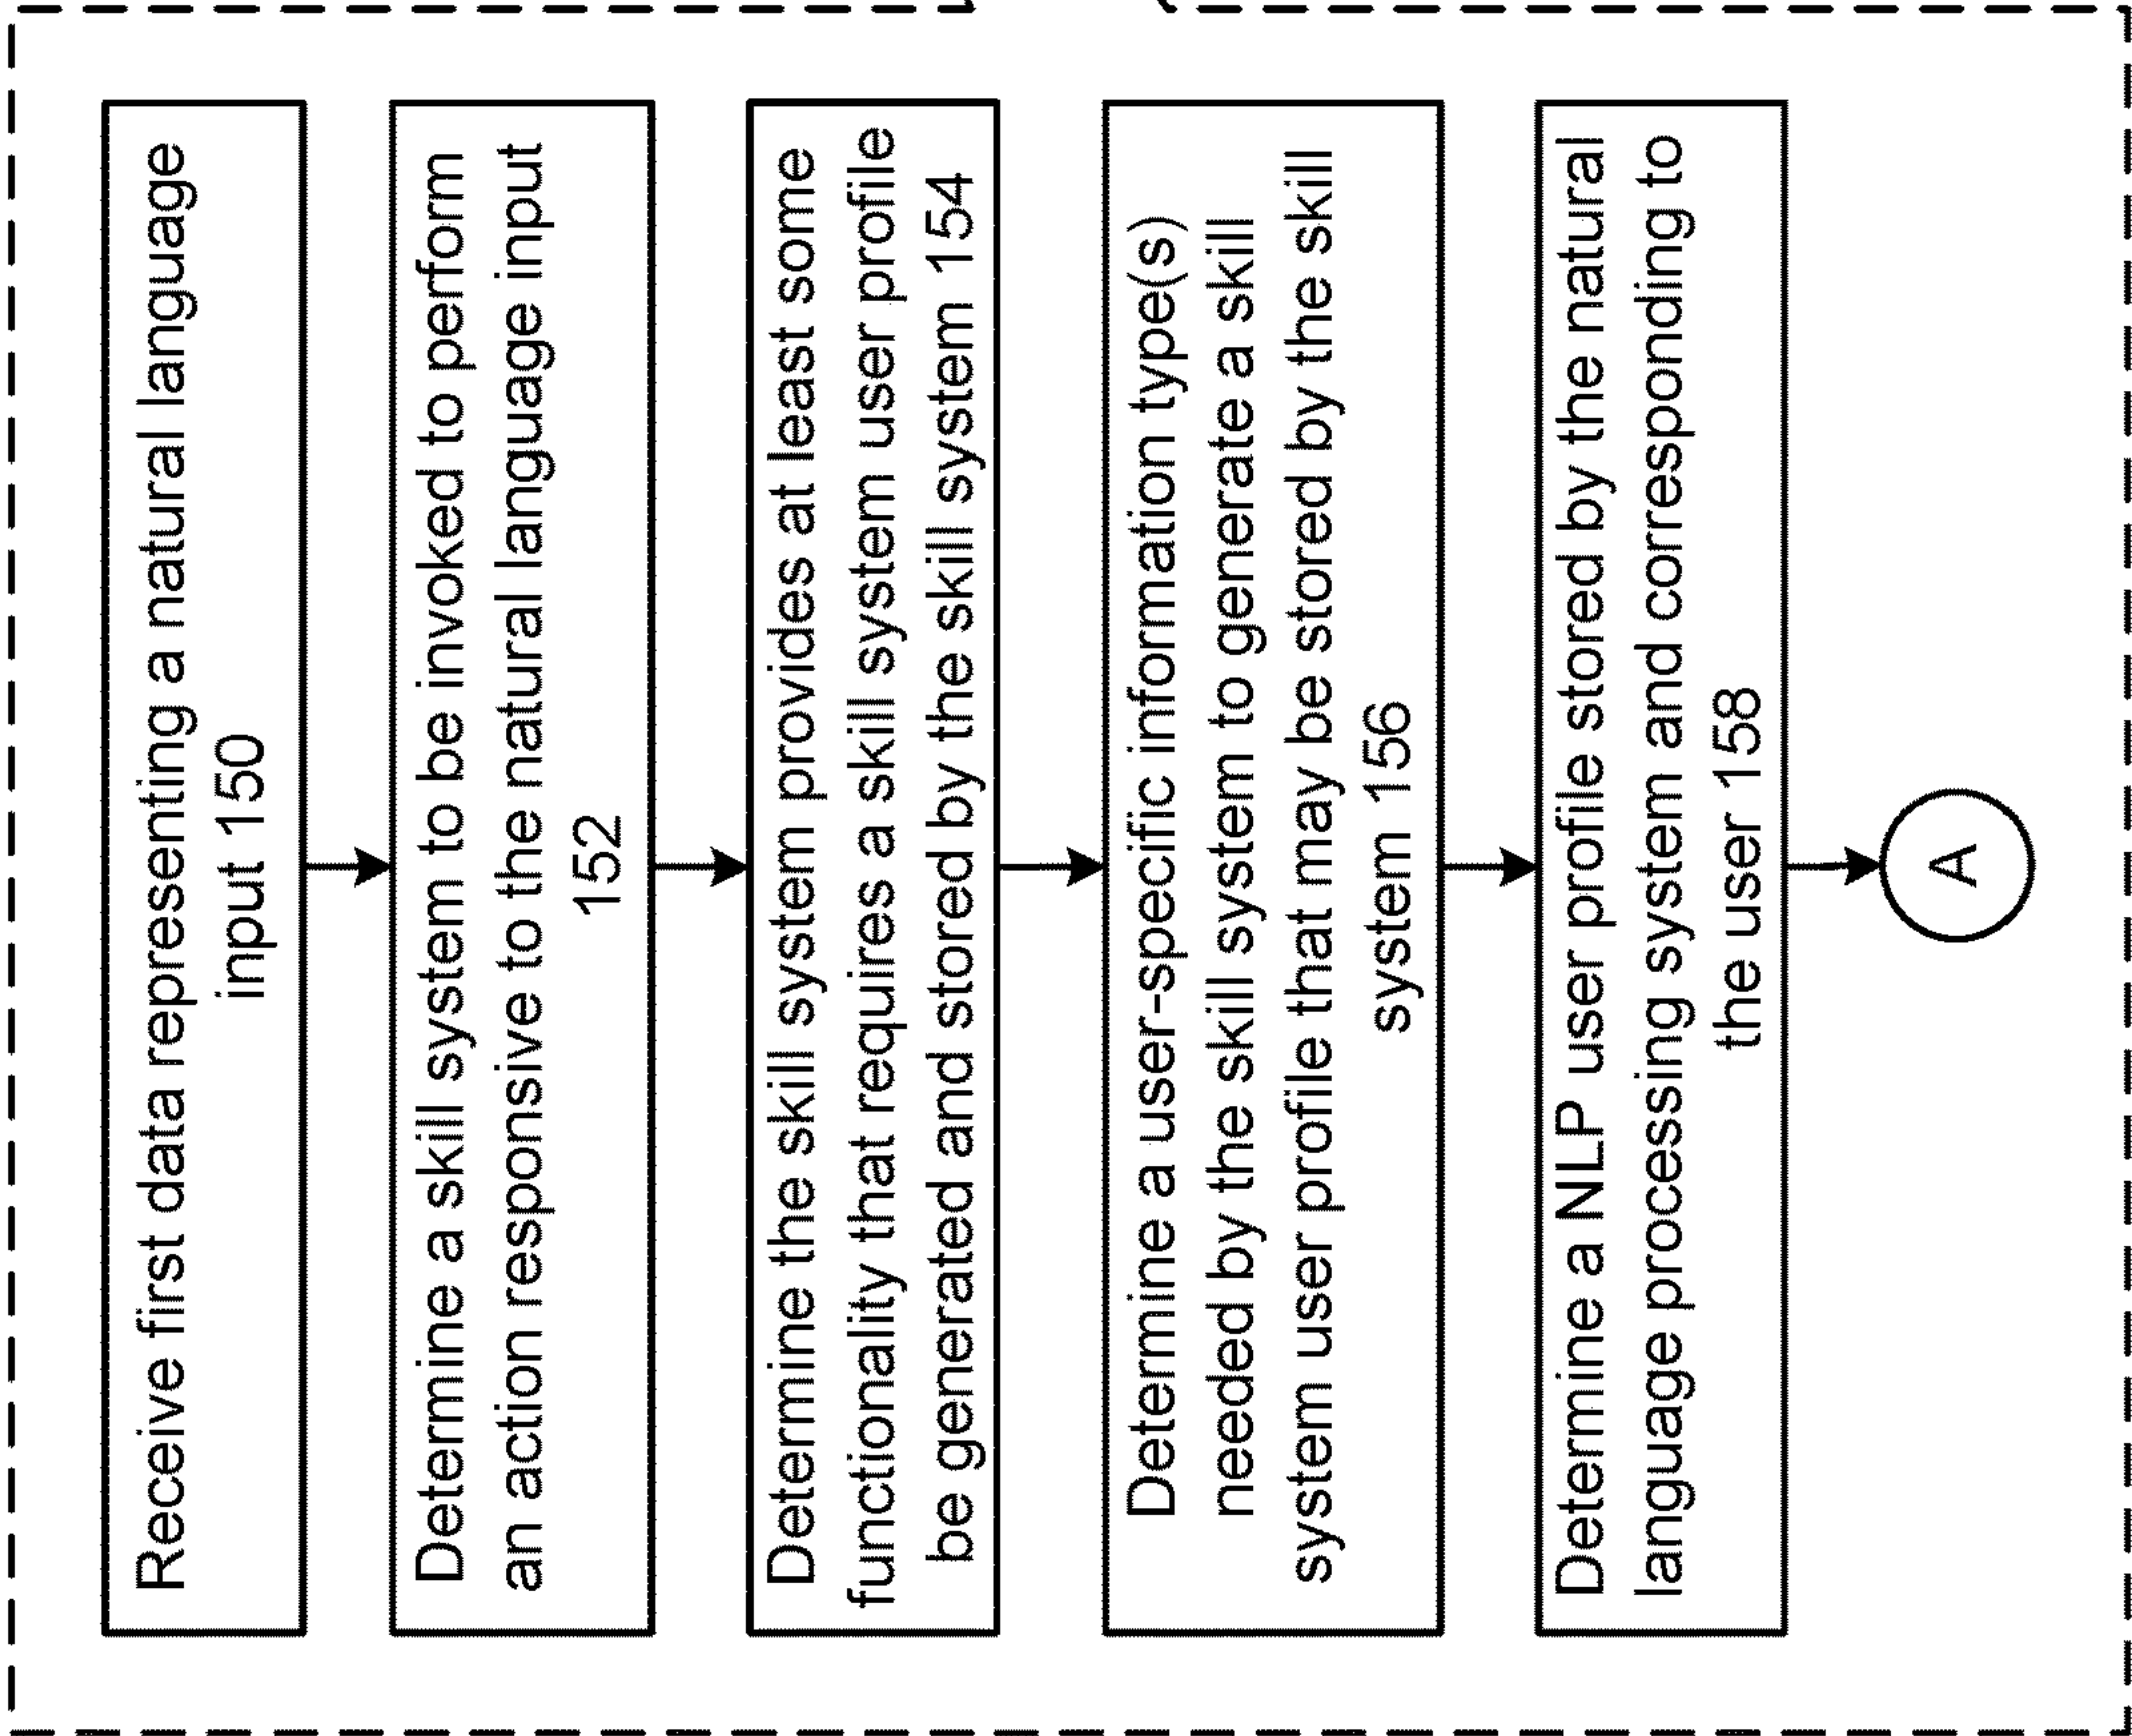 Receive first data representing a natural language
input 150
Determine a skill system to be invoked to perform
an action responsive to the natural language input
152
Determine the skill system provides at least some
functionality that requires a skill system user profile
be generated and stored by the skill system 154
Determine a user-specific information type(s)
needed by the skill system to generate a skill
system user profile that may be stored by the skill
system 156
Determine a NLP user profile stored by the natural
language processing system and corresponding to
the user 158
A